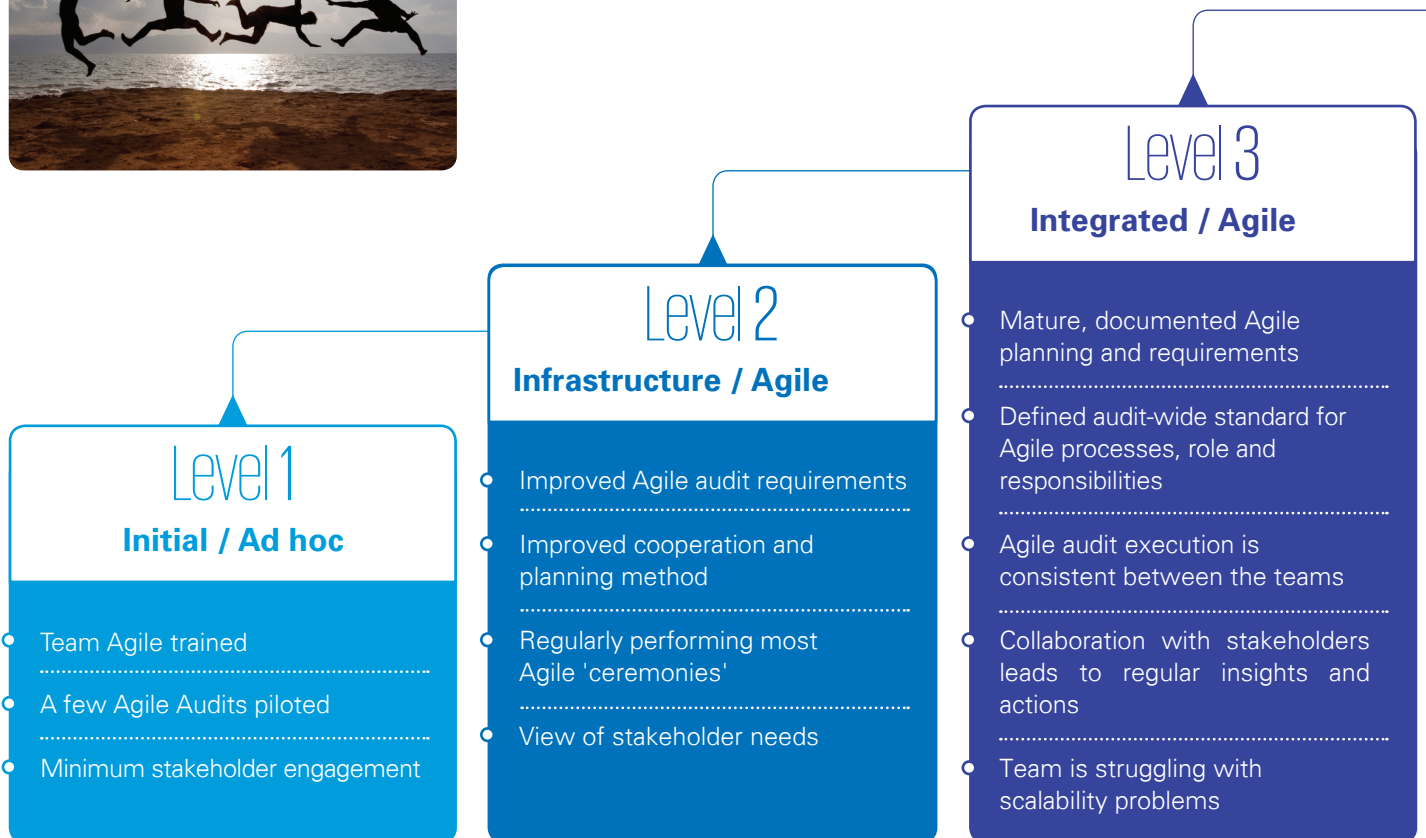 Level 1
Initial / Ad hoc
Team Agile trained
A few Agile Audits piloted
Minimum stakeholder engagement
Level 2
Infrastructure / Agile
Improved Agile audit requirements
Improved cooperation and
planning method
Regularly performing most
Agile 'ceremonies'
View of stakeholder needs
Level 3
Integrated / Agile
Mature, documented Agile
planning and requirements
Defined audit-wide standard for
Agile processes, role and
responsibilities
Agile audit execution is
consistent between the teams
Collaboration with stakeholders
leads to regular insights and
actions
Team is struggling with
scalability problems